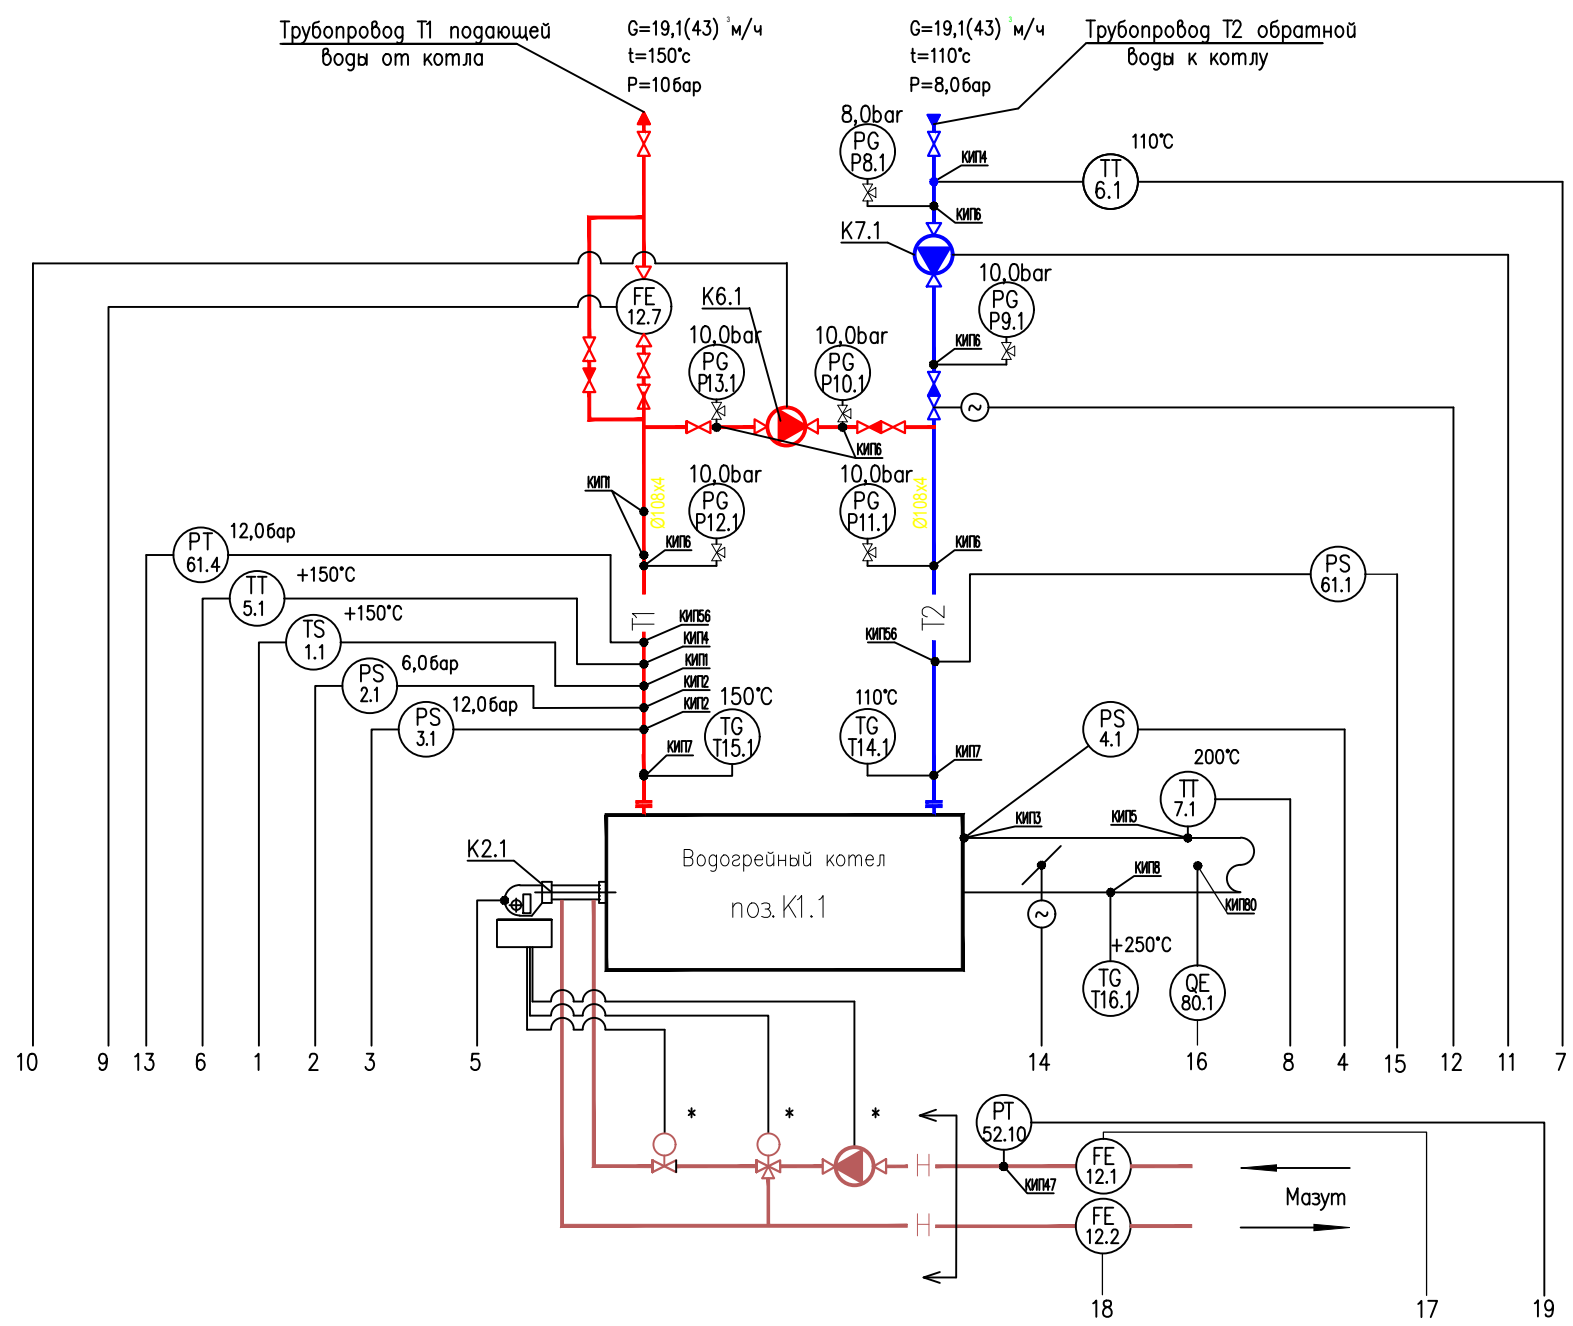 Трубопровод Т1 подающей
воды от котла
G=19,1(43) ³м/ч
t=150°c
P=10бар
G=19,1(43) ³м/ч
t=110°c
P=8,0бар
Трубопровод Т2 обратной
воды к котлу
8,0bar
PG
P8.1
КИП4
110°C
TT
6.1
КИП6
K7.1
10,0bar
PG
P9.1
КИП6
FE
12.7
K6.1
10,0bar
PG
P13.1
10,0bar
PG
P10.1
~
КИП6
КИП1
Ø108x4
10,0bar
PG
P12.1
КИП6
10,0bar
PG
P11.1
Ø108x4
КИП6
PT
61.4
12,0бар
TT
5.1
+150°C
TS
1.1
+150°C
PS
2.1
6,0бар
PS
3.1
12,0бар
T1
T2
КИП56
КИП4
КИП1
КИП2
КИП2
КИП7
150°C
TG
T15.1
КИП56
PS
61.1
110°C
TG
T14.1
КИП7
PS
4.1
200°C
TT
7.1
КИП3
КИП5
Водогрейный котел
поз.К1.1
K2.1
КИП8
КИП80
~
+250°C
TG
T16.1
QE
80.1
10
9
13
6
1
2
3
5
14
16
8
4
15
12
11
7
*
*
*
PT
52.10
H
КИП47
FE
12.1
Мазут
H
FE
12.2
18
17
19